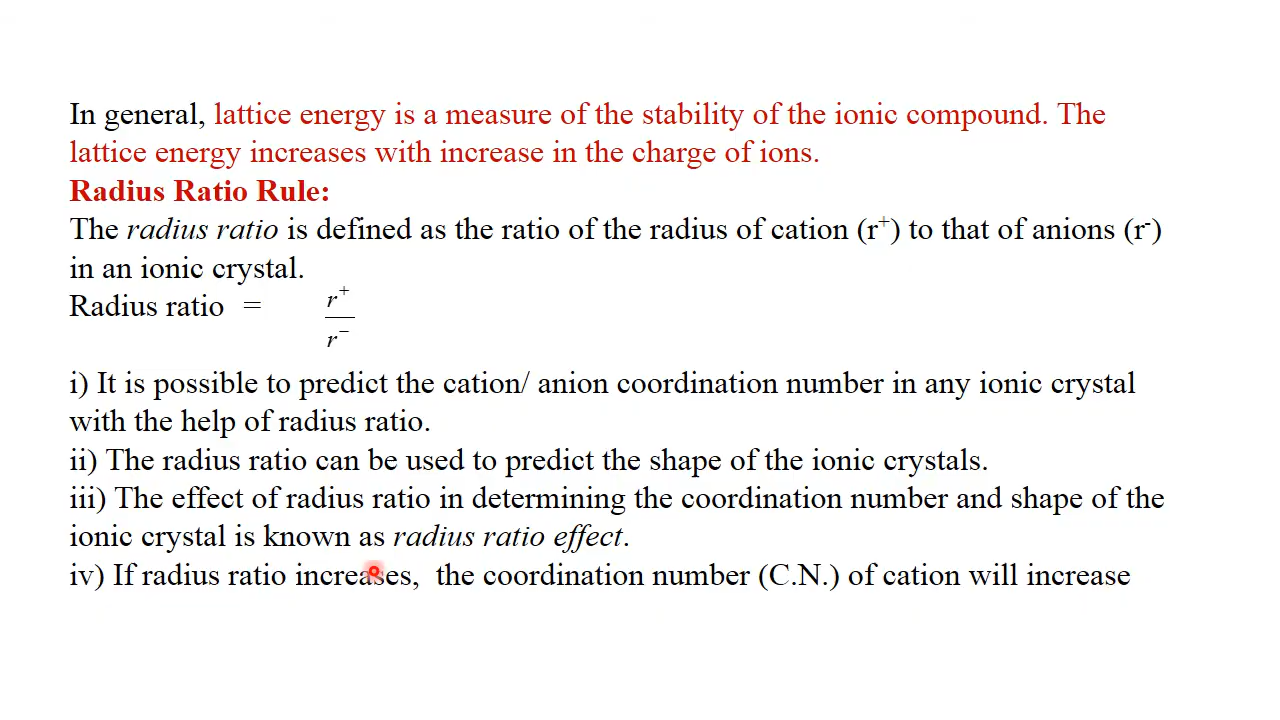 In general, lattice energy is a measure of the stability of the ionic compound. The
lattice energy increases with increase in the charge of ions.
Radius Ratio Rule:
The radius ratio is defined as the ratio of the radius of cation (r⁺) to that of anions (r⁻)
in an ionic crystal.
Radius ratio =
r⁺
r⁻
i) It is possible to predict the cation/ anion coordination number in any ionic crystal
with the help of radius ratio.
ii) The radius ratio can be used to predict the shape of the ionic crystals.
iii) The effect of radius ratio in determining the coordination number and shape of the
ionic crystal is known as radius ratio effect.
iv) If radius ratio increases, the coordination number (C.N.) of cation will increase